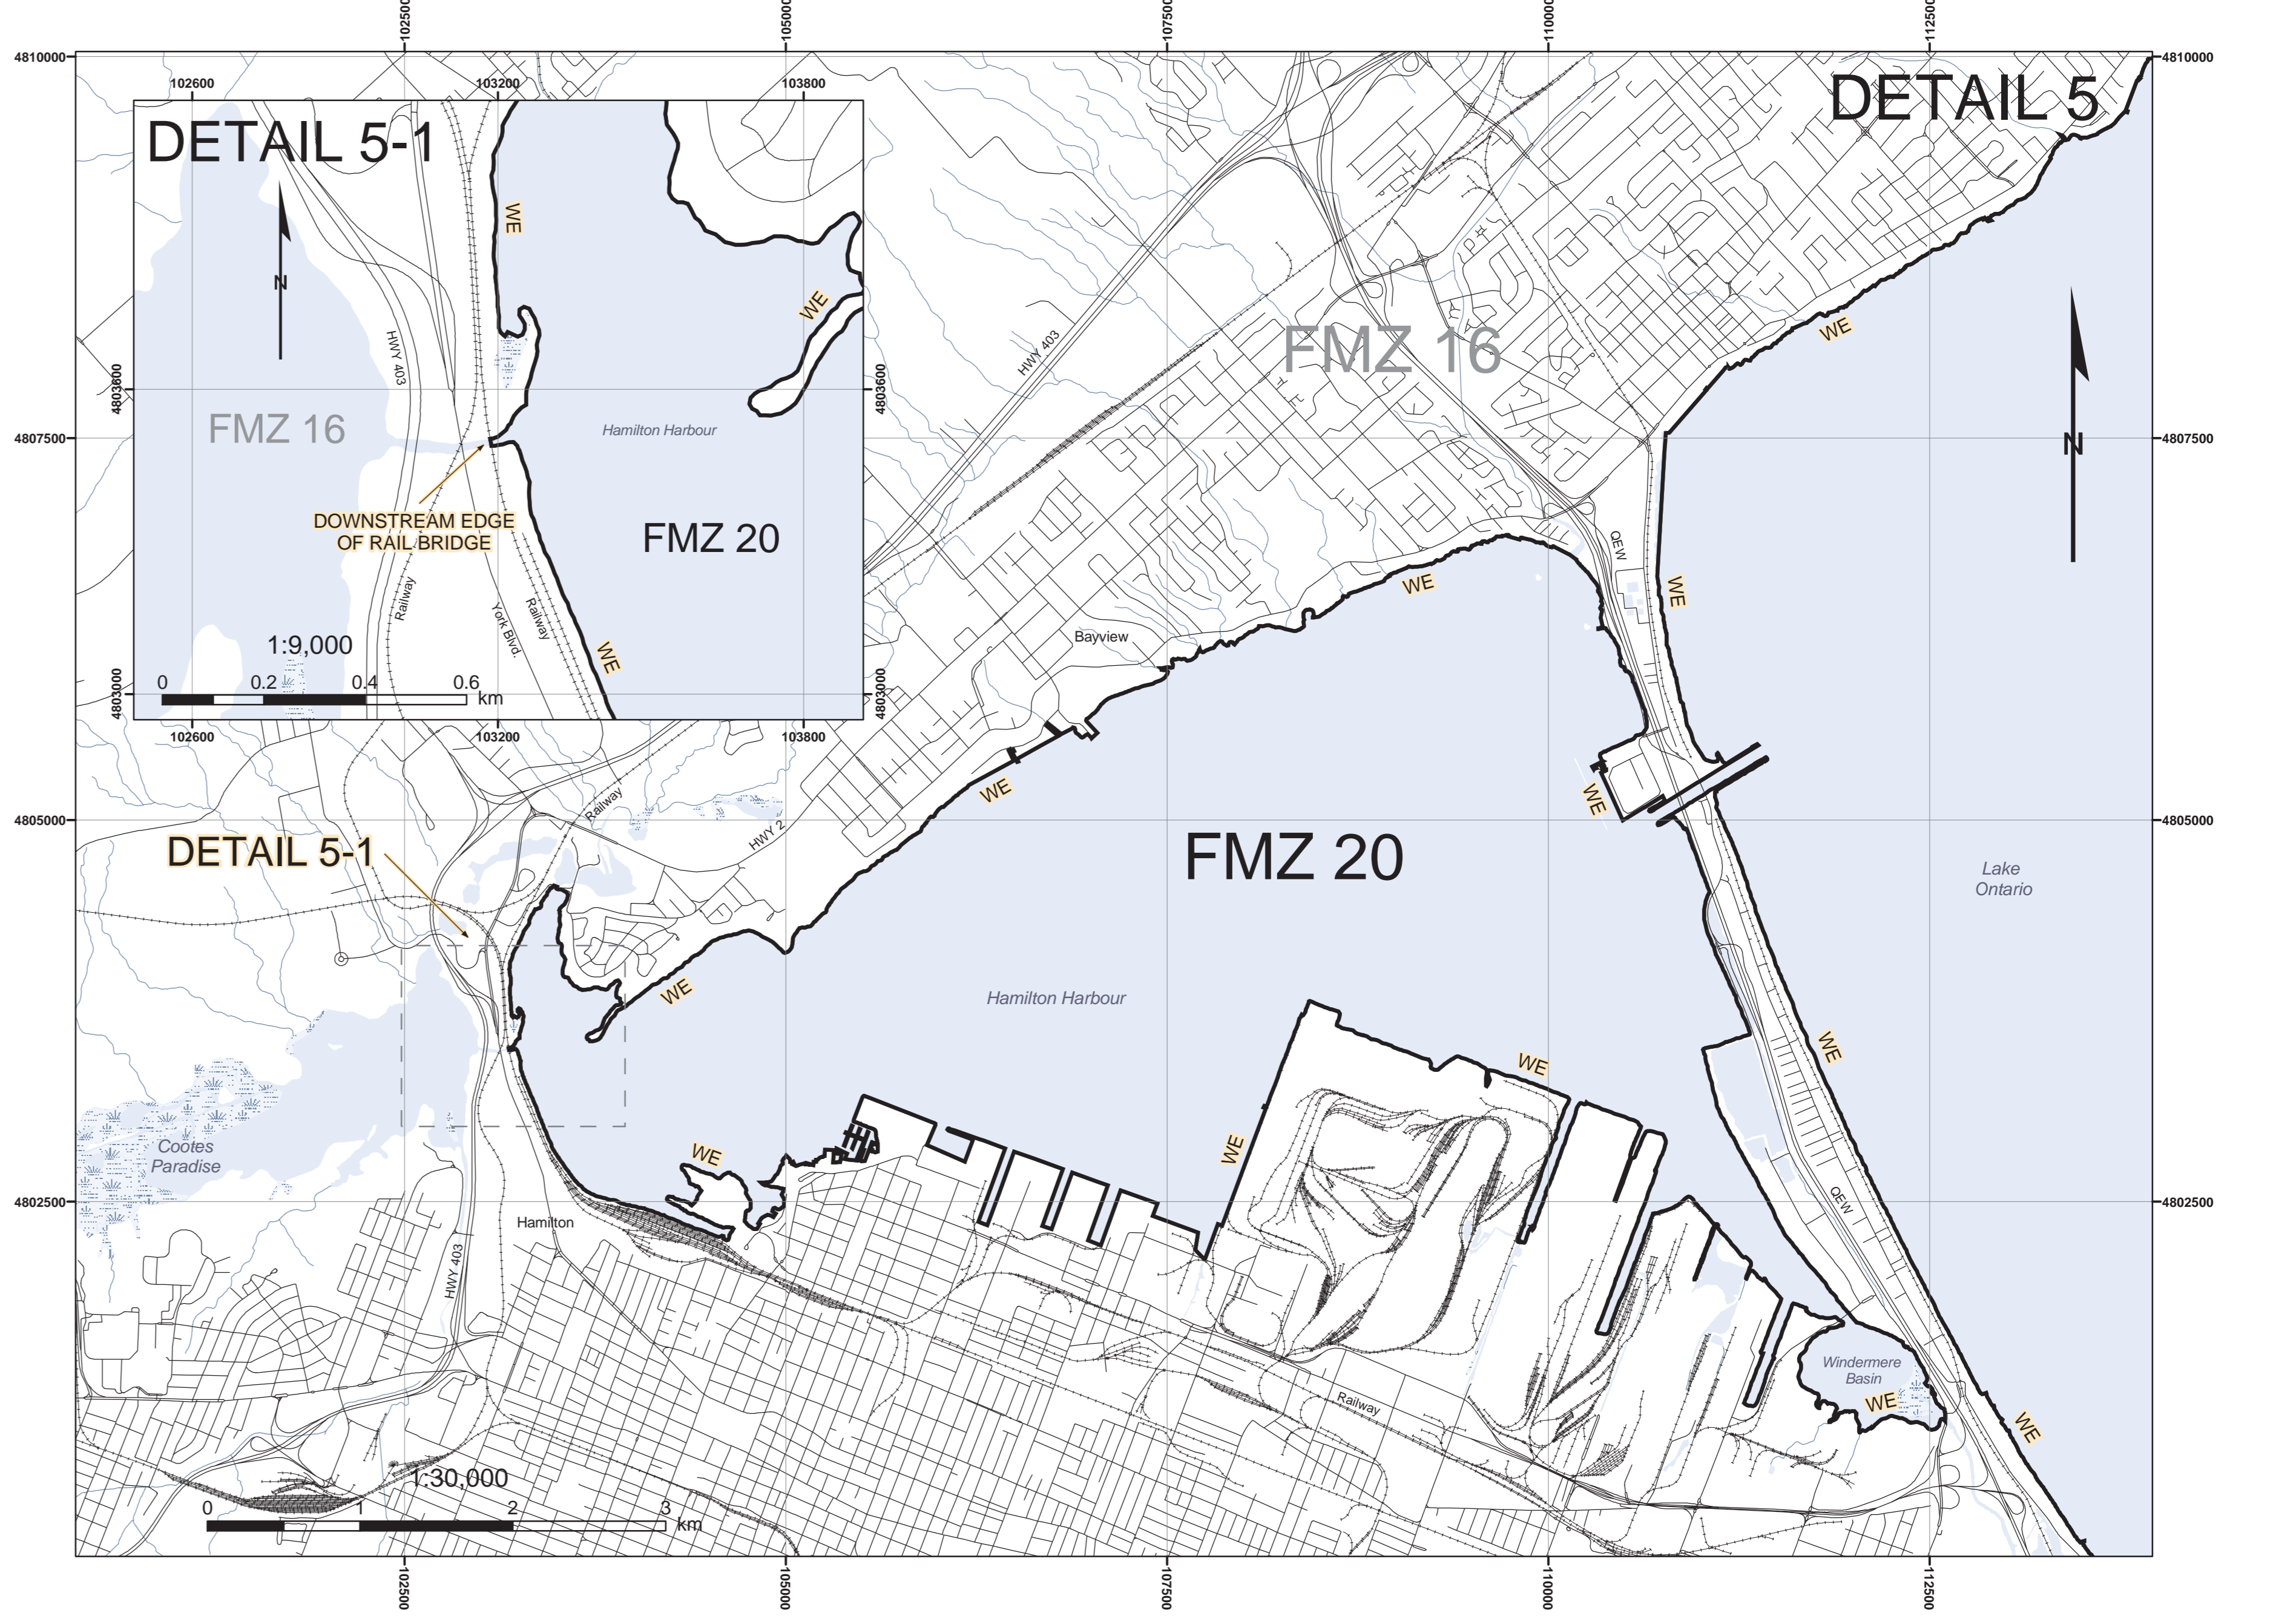 102500
105000
107500
110000
112500
4810000
4810000
DETAIL 5
102600
103200
103800
DETAIL 5-1
WE
N
WE
HWY 403
HWY 403
FMZ 16
WE
4803600
4803600
FMZ 16
Hamilton Harbour
4807500
4807500
N
DOWNSTREAM EDGE
OF RAIL BRIDGE
FMZ 20
QEW
WE
WE
Railway
Railway
York Blvd.
WE
Bayview
1:9,000
0
0.2
0.4
0.6
km
4803000
4803000
102600
103200
103800
WE
WE
Railway
HWY 2
4805000
4805000
DETAIL 5-1
FMZ 20
Lake
Ontario
WE
Hamilton Harbour
WE
WE
Cootes
Paradise
WE
WE
4802500
4802500
QEW
Hamilton
HWY 403
Windermere
Basin
WE
Railway
WE
1:30,000
0
1
2
3
km
102500
105000
107500
110000
112500